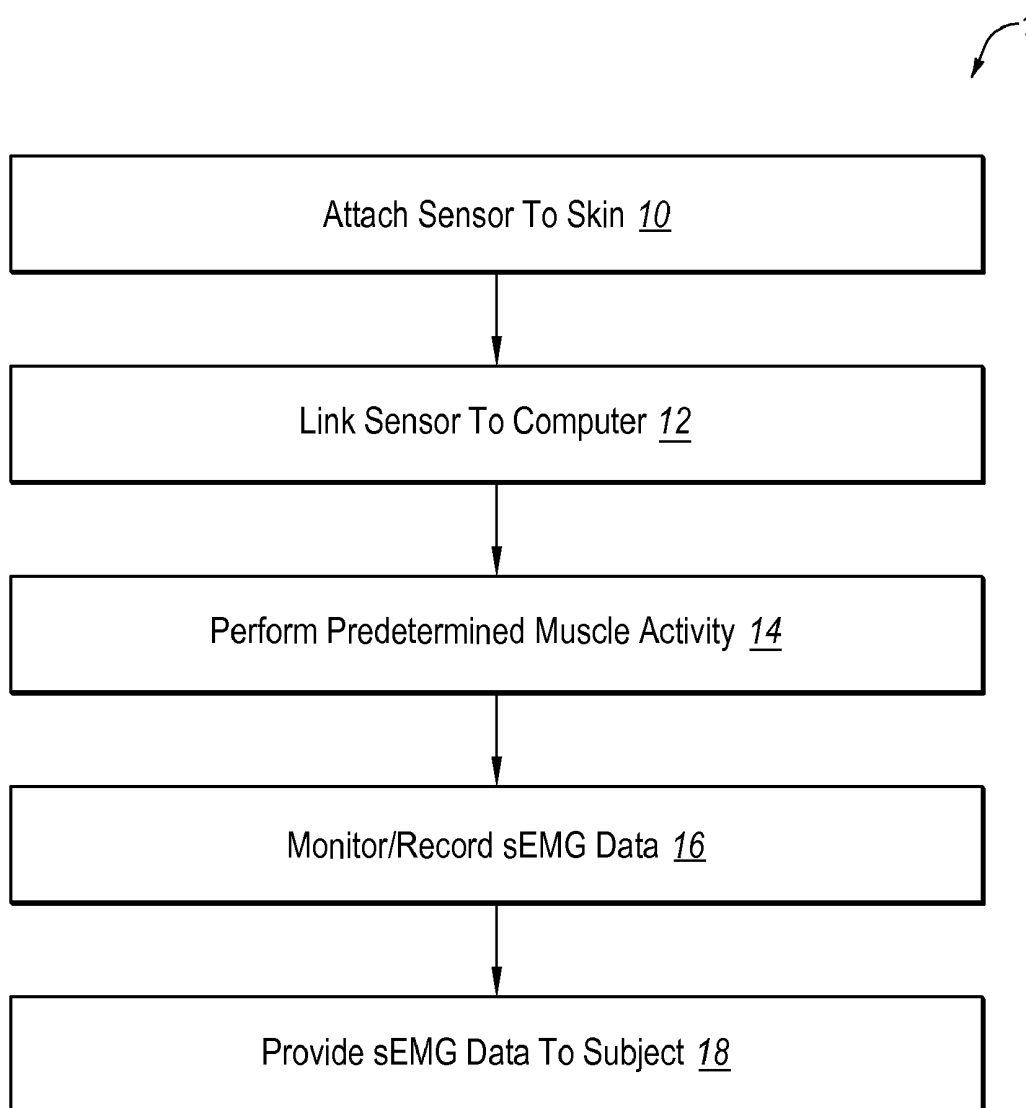 Attach Sensor To Skin 10
Link Sensor To Computer 12
Perform Predetermined Muscle Activity 14
Monitor/Record sEMG Data 16
Provide sEMG Data To Subject 18